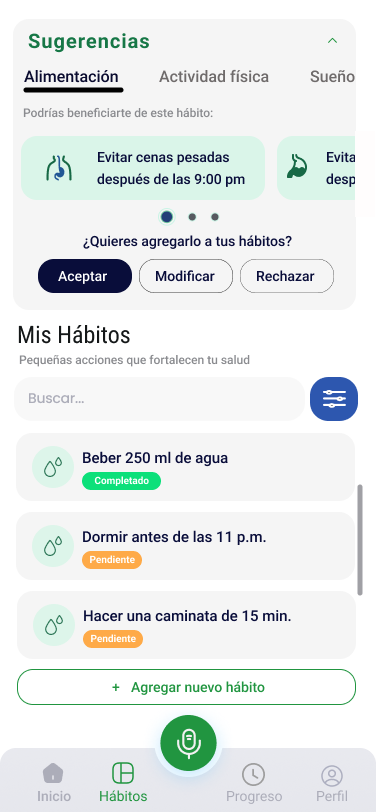 Sugerencias
Alimentación Actividad física Sueño
Podrías beneficiarte de este hábito:
Evitar cenas pesadas
después de las 9:00 pm
Evita
desp
¿Quieres agregarlo a tus hábitos?
Aceptar Modificar Rechazar
Mis Hábitos
Pequeñas acciones que fortalecen tu salud
Buscar...
Beber 250 ml de agua
Completado
Dormir antes de las 11 p.m.
Pendiente
Hacer una caminata de 15 min.
Pendiente
+ Agregar nuevo hábito
Inicio Hábitos Progreso Perfil